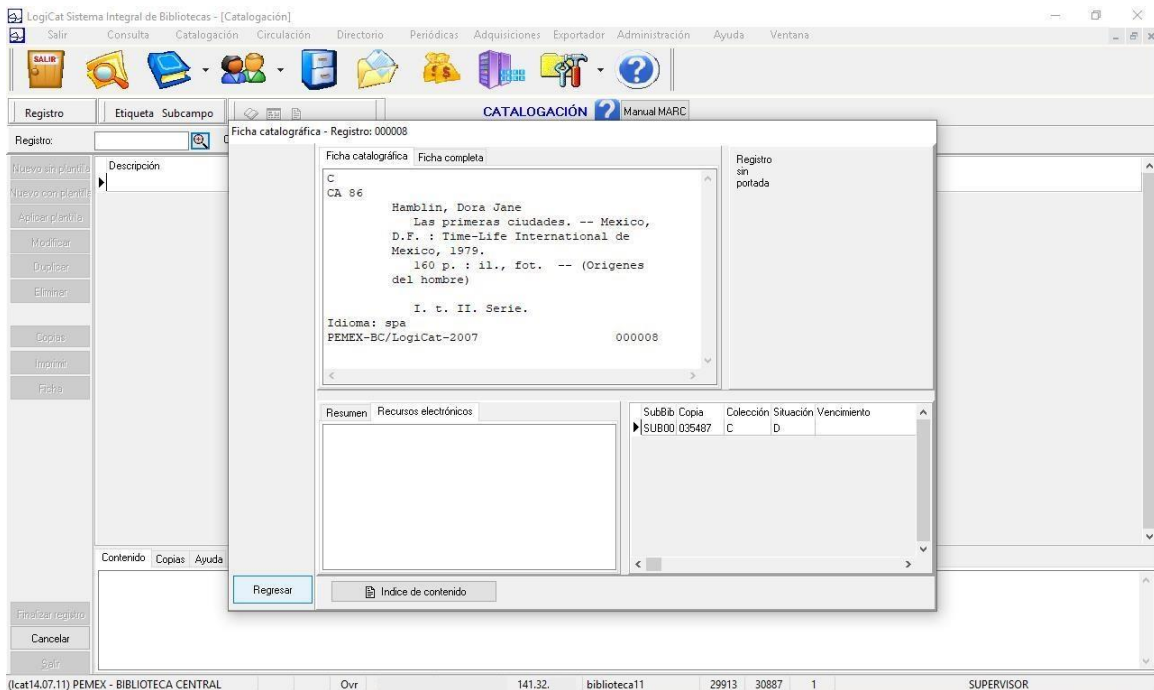 LogiCat Sistema Integral de Bibliotecas - [Catalogación]
Salir Consulta Catalogación Circulación Directorio Periódicas Adquisiciones Exportador Administración Ayuda Ventana
SALIR
Registro Etiqueta Subcampo CATALOGACIÓN Manual MARC
Registro:
Ficha catalográfica - Registro: 000008
Nuevo sin plantilla
Nuevo con plantilla
Aplicar plantilla
Modificar
Duplicar
Eliminar
Copias
Imprimir
Ficha
Descripción
Ficha catalográfica Ficha completa
C
CA 86
Hamblin, Dora Jane
Las primeras ciudades. -- Mexico,
D.F. : Time-Life International de
Mexico, 1979.
160 p. : il., fot. -- (Origenes
del hombre)
I. t. II. Serie.
Idioma: spa
PEMEX-BC/LogiCat-2007 000008
Registro
sin
portada
Resumen Recursos electrónicos
SubBib Copia Colección Situación Vencimiento
SUB00 035487 C D
Contenido Copias Ayuda
Regresar Indice de contenido
Finalizar registro
Cancelar
Salir
(lcat14.07.11) PEMEX - BIBLIOTECA CENTRAL Ovr 141.32. biblioteca11 29913 30887 1 SUPERVISOR